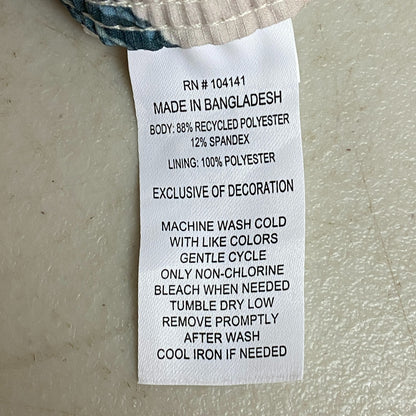 RN # 104141
MADE IN BANGLADESH
BODY: 88% RECYCLED POLYESTER
12% SPANDEX
LINING: 100% POLYESTER
EXCLUSIVE OF DECORATION
MACHINE WASH COLD
WITH LIKE COLORS
GENTLE CYCLE
ONLY NON-CHLORINE
BLEACH WHEN NEEDED
TUMBLE DRY LOW
REMOVE PROMPTLY
AFTER WASH
COOL IRON IF NEEDED